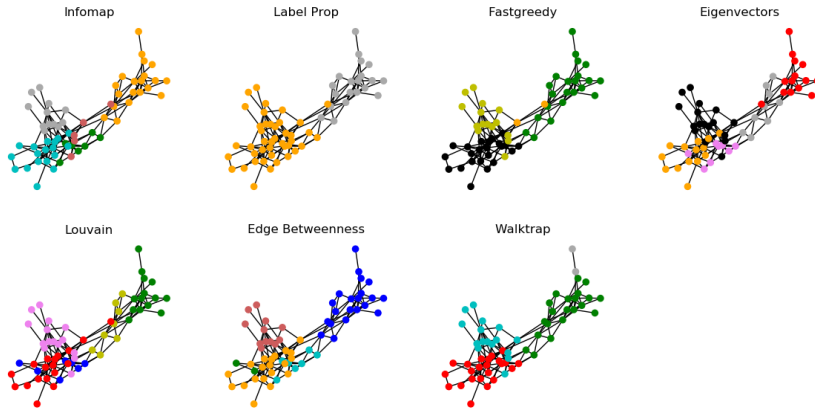 Infomap
Label Prop
Fastgreedy
Eigenvectors
Louvain
Edge Betweenness
Walktrap